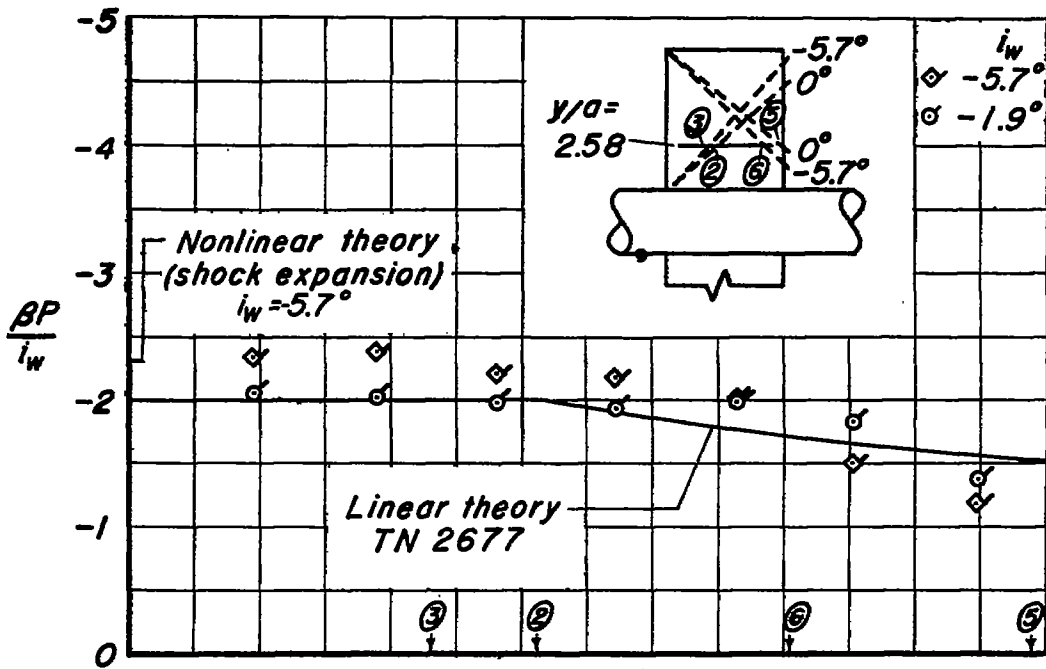 -5
-4
-3
-2
-1
0
βP
i_w
Nonlinear theory
(shock expansion)
i_w=-5.7°
Linear theory
TN 2677
y/a=
2.58
-5.7°
0°
0°
-5.7°
③
②
⑤
⑥
i_w
-5.7°
-1.9°
③
②
⑥
⑤